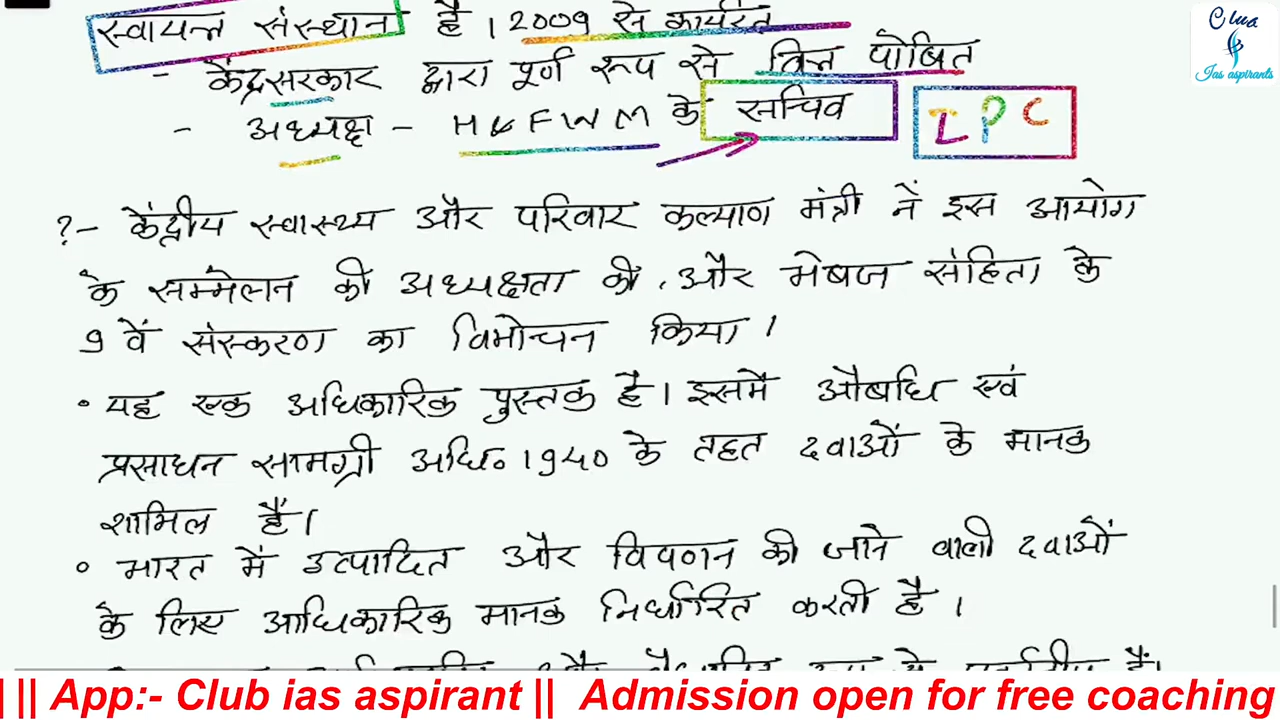 स्वायत्त संस्थान है। 2009 से कार्यरत
Club
Ias aspirants
- केंद्र सरकार द्वारा पूर्ण रूप से वित्त पोषित
- अध्यक्ष - H & F W M के सचिव
I P C
?- केंद्रीय स्वास्थ्य और परिवार कल्याण मंत्री ने इस आयोग
के सम्मेलन की अध्यक्षता की, और भेषज संहिता के
9 वें संस्करण का विमोचन किया।
• यह एक अधिकारिक पुस्तक है। इसमें औषधि एवं
प्रसाधन सामग्री अधि० 1940 के तहत दवाओं के मानक
शामिल हैं।
• भारत में उत्पादित और विपणन की जाने वाली दवाओं
के लिए आधिकारिक मानक निर्धारित करती है।
|| App:- Club ias aspirant || Admission open for free coaching